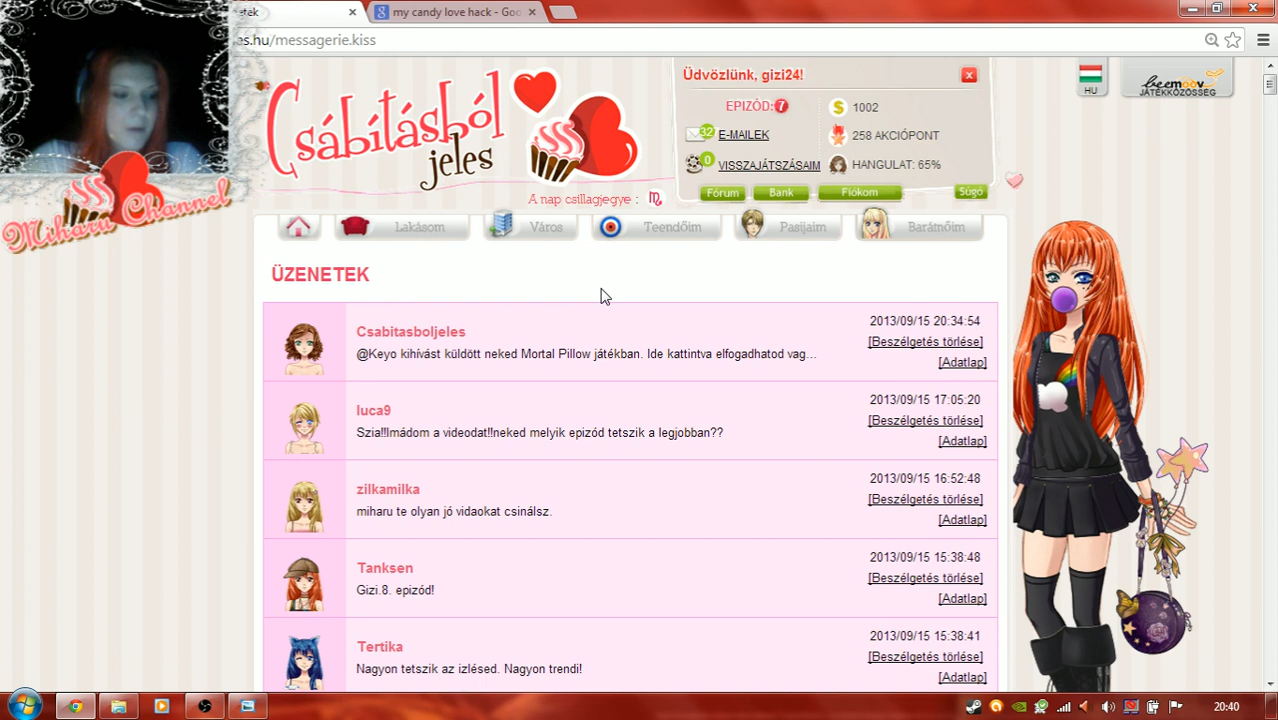 etek
my candy love hack - Goo
es.hu/messagerie.kiss
Csábításból
jeles
Üdvözlünk, gizi24!
EPIZÓD: 7
1002
32 E-MAILEK
258 AKCIÓPONT
0 VISSZAJÁTSZÁSAIM
HANGULAT: 65%
Fórum
Bank
Fiókom
Súgó
HU
beemoov
JÁTÉKKÖZÖSSÉG
A nap csillagjegye :
Miharu Channel
Lakásom
Város
Teendőim
Pasijaim
Barátnőim
ÜZENETEK
Csabitasboljeles
@Keyo kihívást küldött neked Mortal Pillow játékban. Ide kattintva elfogadhatod vag...
2013/09/15 20:34:54
[Beszélgetés törlése]
[Adatlap]
luca9
Szia!!Imádom a videodat!!neked melyik epizód tetszik a legjobban??
2013/09/15 17:05:20
[Beszélgetés törlése]
[Adatlap]
zilkamilka
miharu te olyan jó vidaokat csinálsz.
2013/09/15 16:52:48
[Beszélgetés törlése]
[Adatlap]
Tanksen
Gizi.8. epizód!
2013/09/15 15:38:48
[Beszélgetés törlése]
[Adatlap]
Tertika
Nagyon tetszik az izlésed. Nagyon trendi!
2013/09/15 15:38:41
[Beszélgetés törlése]
[Adatlap]
20:40